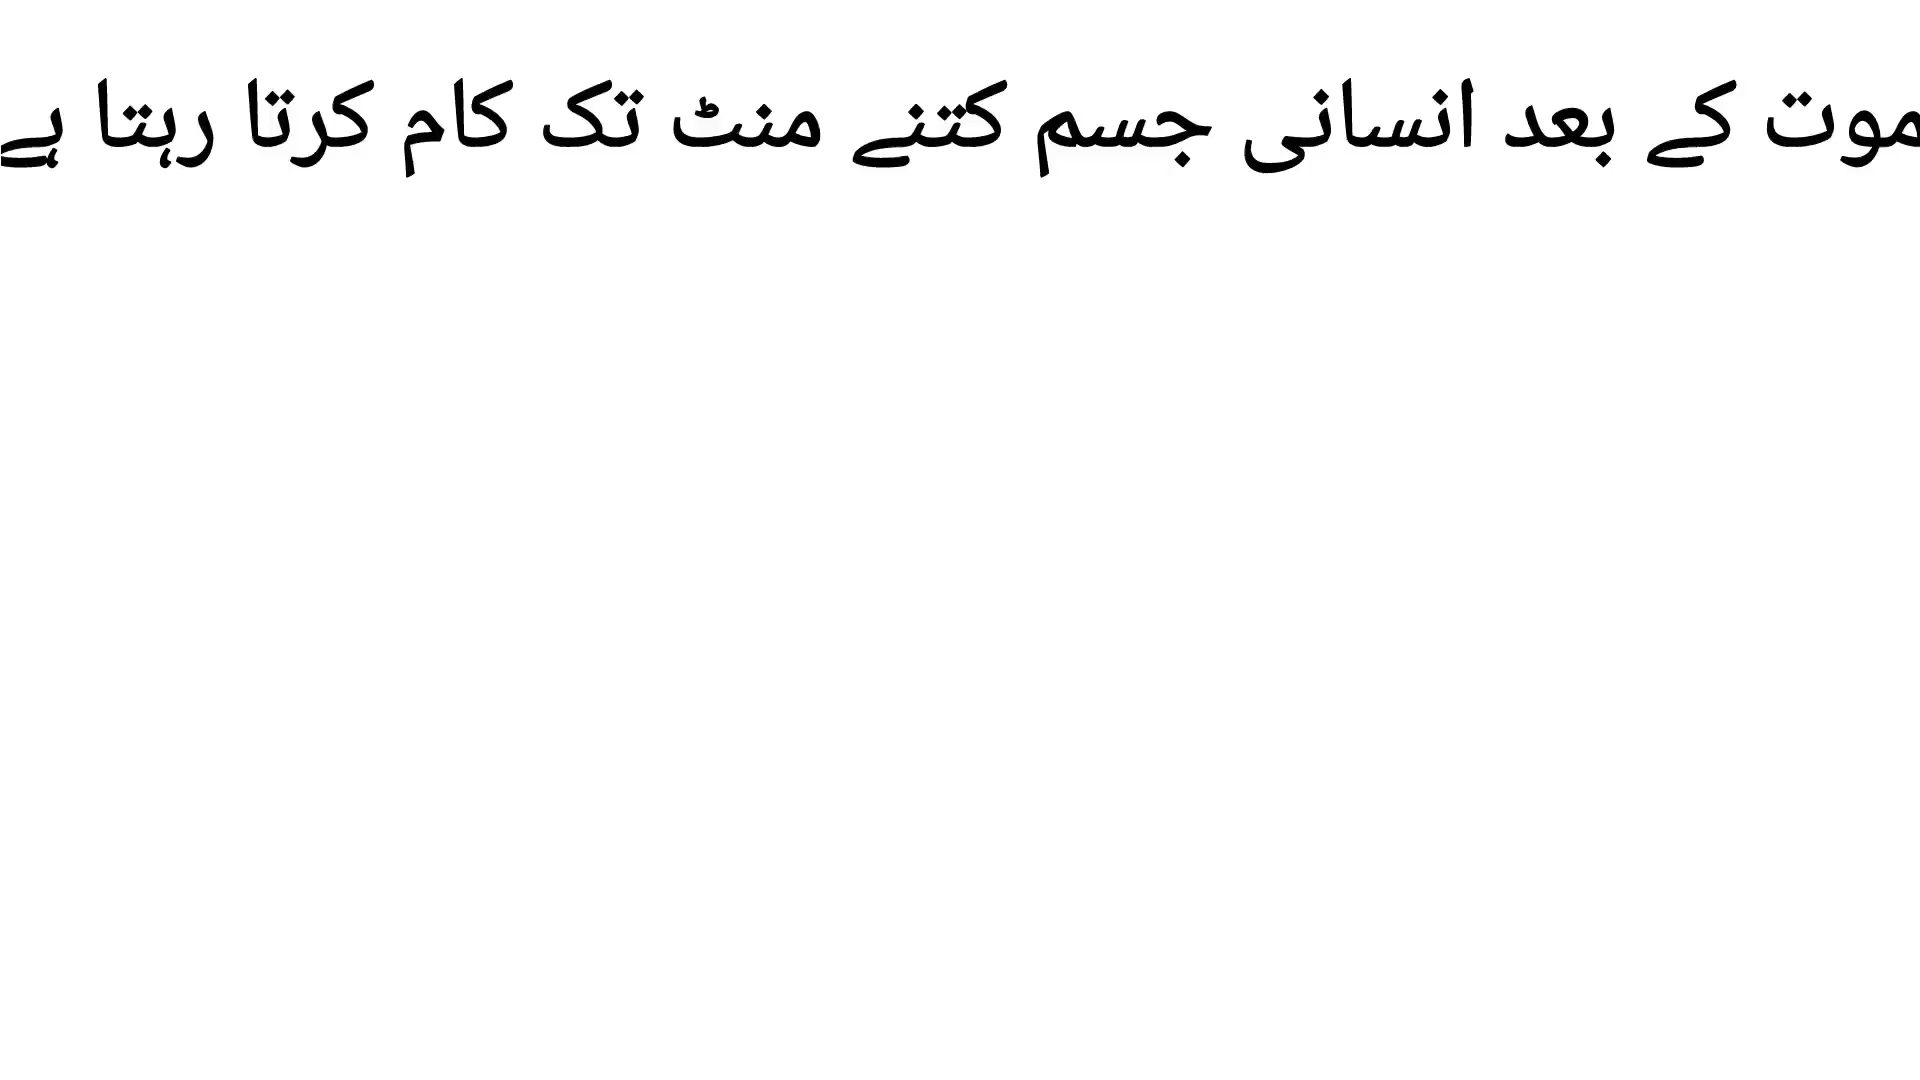 موت کے بعد انسانی جسم کتنے منٹ تک کام کرتا رہتا ہے